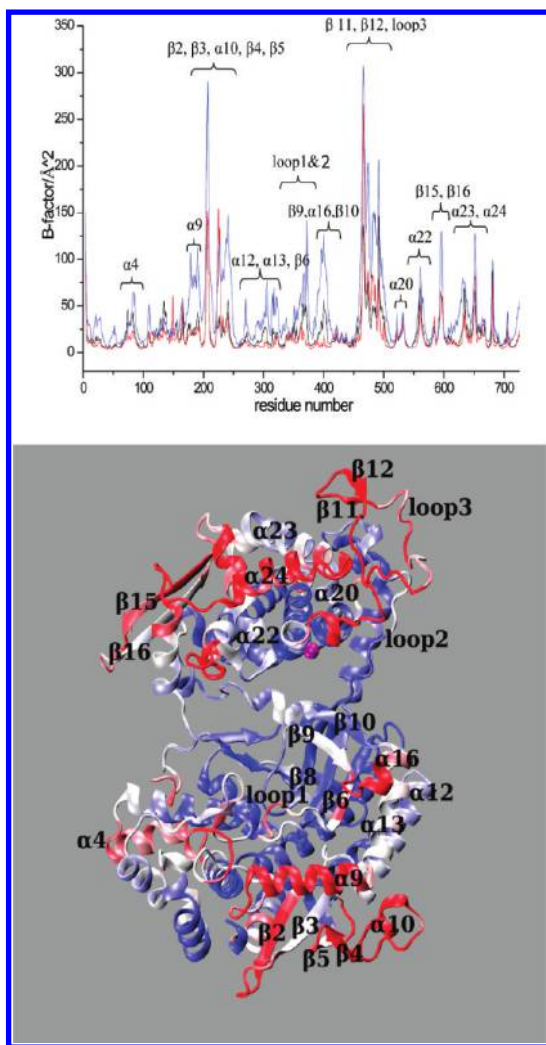 350
300
250
200
150
100
50
0
B-factor/Å^2
β2, β3, α10, β4, β5
β 11, β12, loop3
loop1&2
α9
α4
α12, α13, β6
β9,α16,β10
α20
α22
β15, β16
α23, α24
0 100 200 300 400 500 600 700
residue number
β12
β11
loop3
α23
α24
α20
β15
α22
loop2
β16
β10
β9
α16
β8
β6
α12
loop1
α13
α4
α9
β2
β3
α10
β5
β4